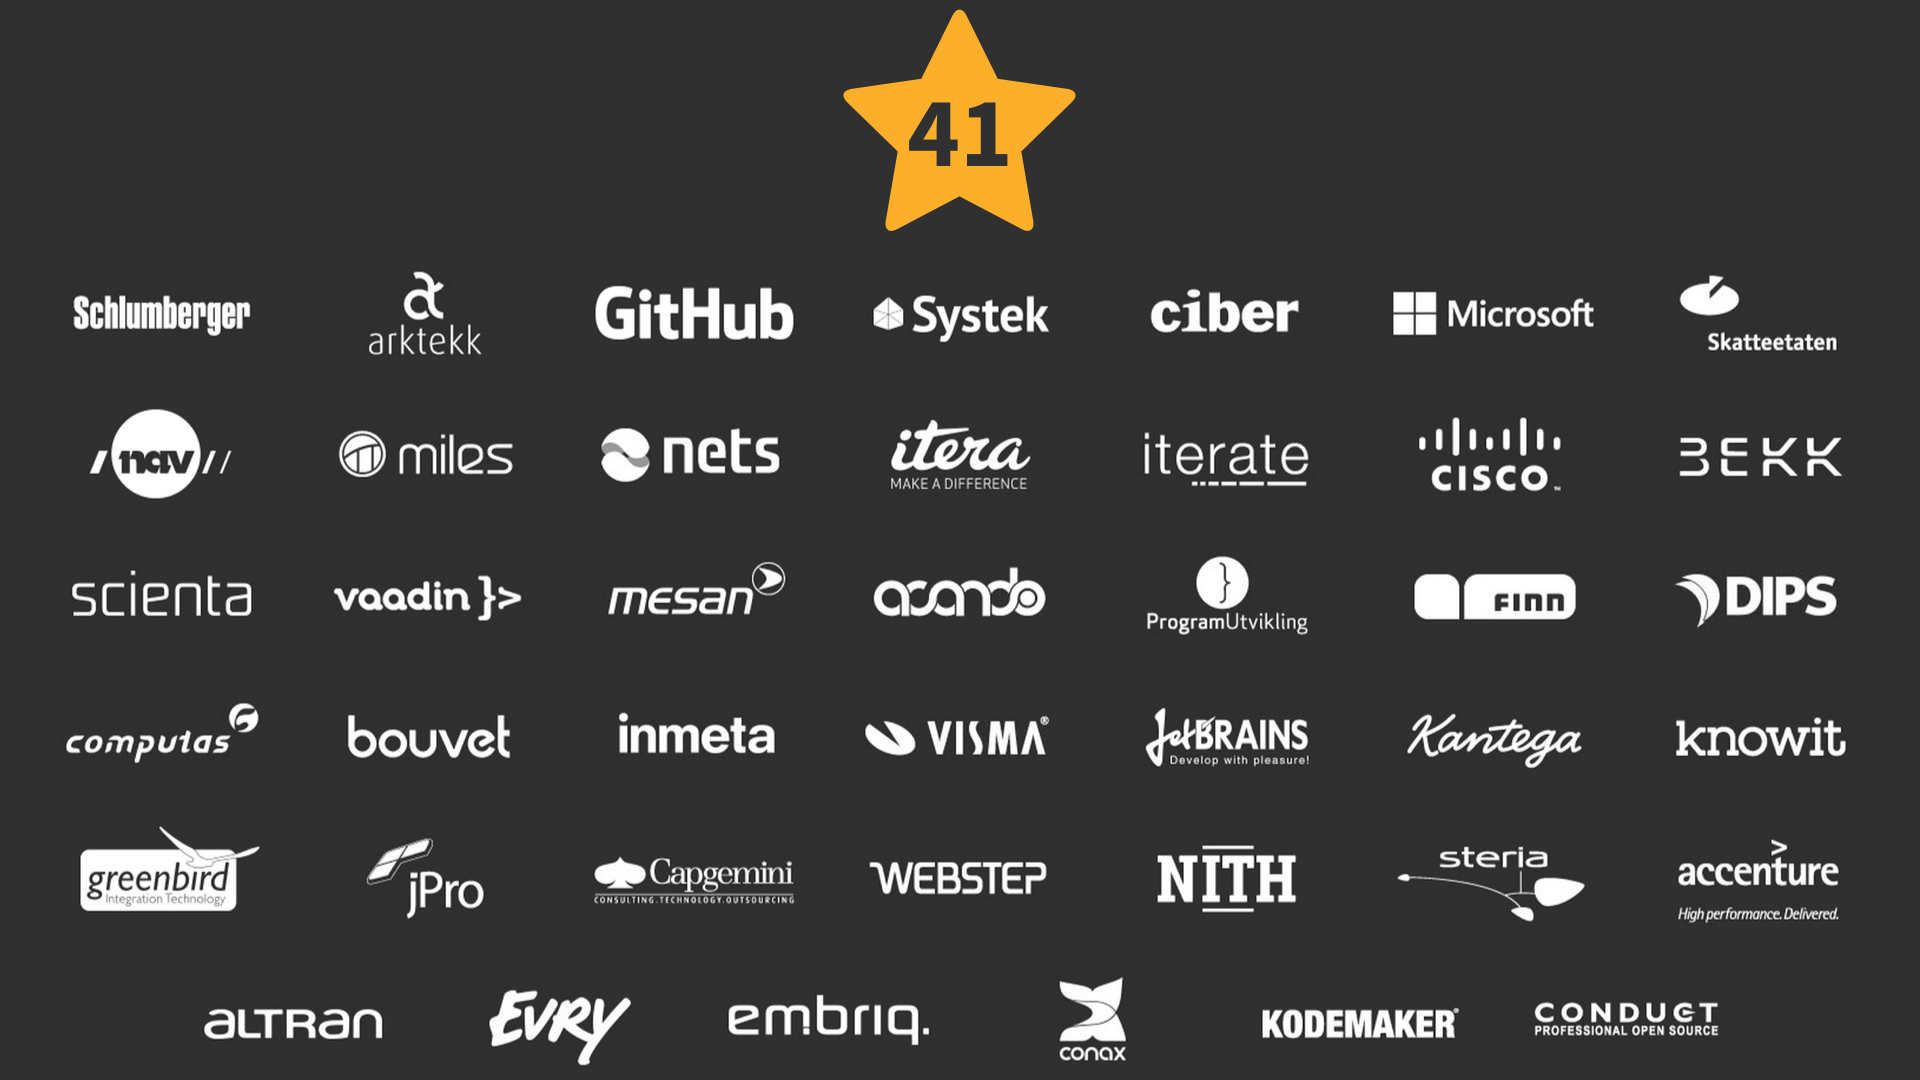 41
Schlumberger
arktekk
GitHub
Systek
ciber
Microsoft
Skatteetaten
nav
miles
nets
itera
MAKE A DIFFERENCE
iterate
CISCO™
BEKK
scienta
vaadin }>
mesan
acando
}
ProgramUtvikling
FINN
DIPS
computas
bouvet
inmeta
VISMA®
JetBRAINS
Develop with pleasure!
Kantega
knowit
greenbird
Integration Technology
jPro
Capgemini
CONSULTING.TECHNOLOGY.OUTSOURCING
WEBSTEP
NITH
steria
accenture
High performance. Delivered.
ALTRAN
EVRY
embriq.
conax
KODEMAKER
CONDUCT
PROFESSIONAL OPEN SOURCE